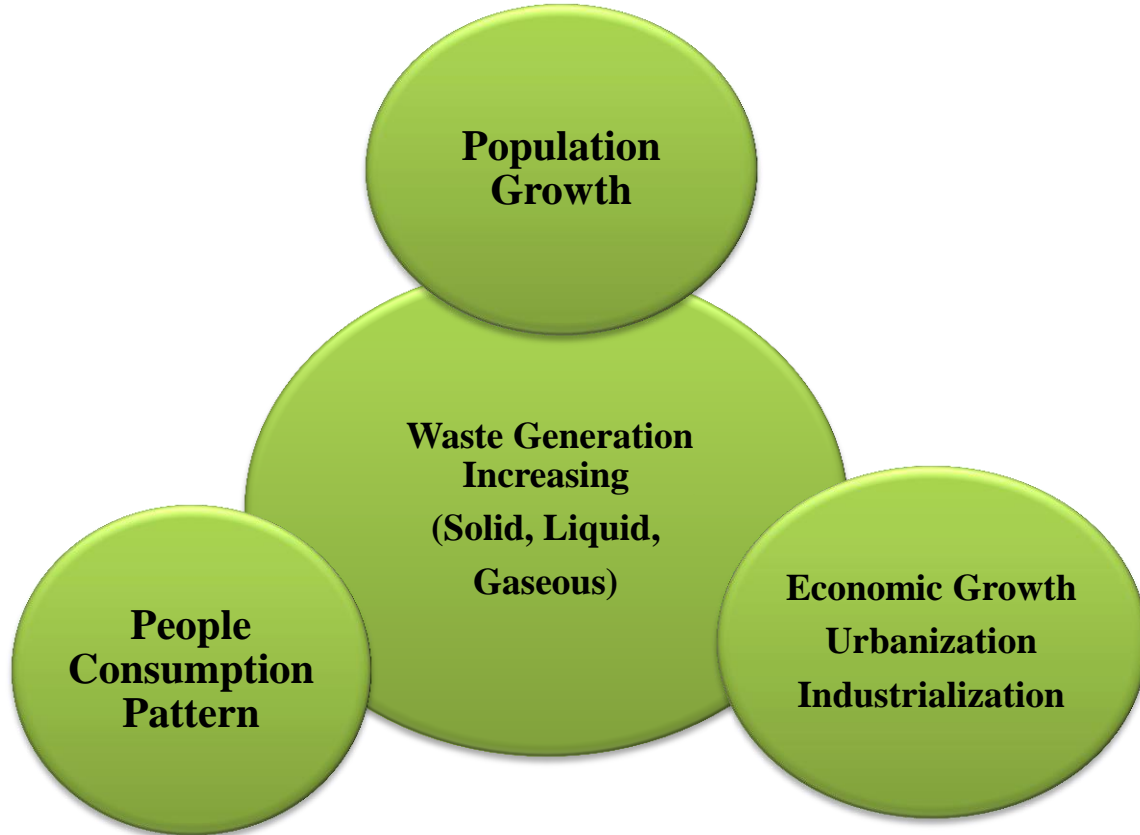 Population
Growth
Waste Generation
Increasing
(Solid, Liquid,
Gaseous)
People
Consumption
Pattern
Economic Growth
Urbanization
Industrialization